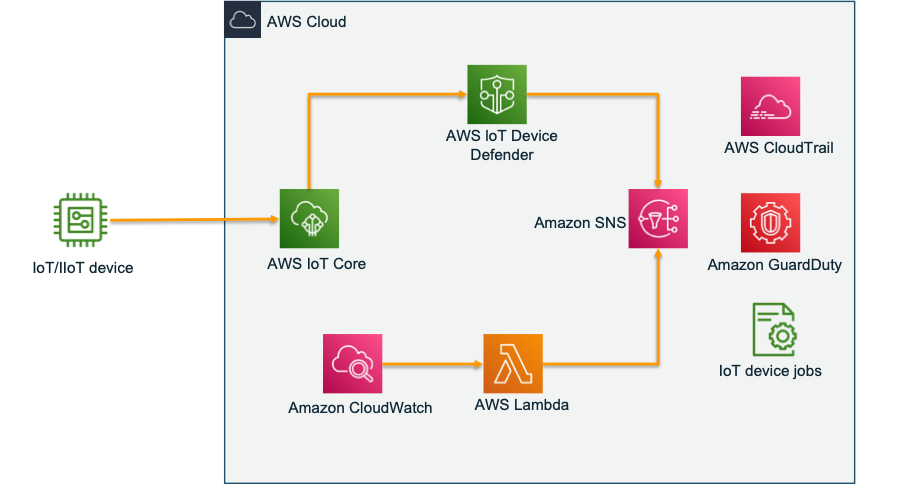 AWS Cloud
AWS IoT Device
Defender
AWS CloudTrail
Amazon SNS
IoT/IIoT device
AWS IoT Core
Amazon GuardDuty
IoT device jobs
Amazon CloudWatch
AWS Lambda